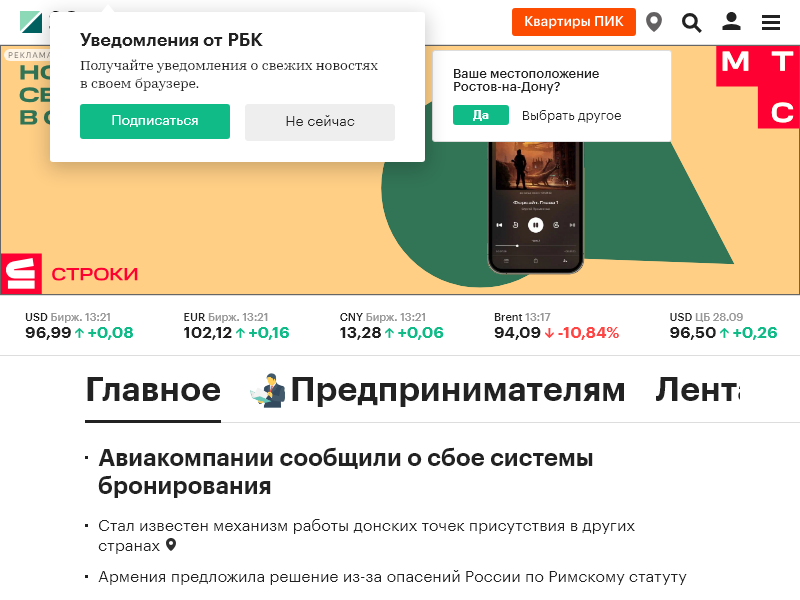 Квартиры ПИК
Уведомления от РБК
Получайте уведомления о свежих новостях
в своем браузере.
Подписаться
Не сейчас
РЕКЛАМА
Ваше местоположение
Ростов-на-Дону?
Да
Выбрать другое
М Т
С
СТРОКИ
USD Бирж. 13:21
96,99 ↑ +0,08
EUR Бирж. 13:21
102,12 ↑ +0,16
CNY Бирж. 13:21
13,28 ↑ +0,06
Brent 13:17
94,09 ↓ -10,84%
USD ЦБ 28.09
96,50 ↑ +0,26
Главное
Предпринимателям
Лента
Авиакомпании сообщили о сбое системы
бронирования
Стал известен механизм работы донских точек присутствия в других
странах
Армения предложила решение из-за опасений России по Римскому статуту